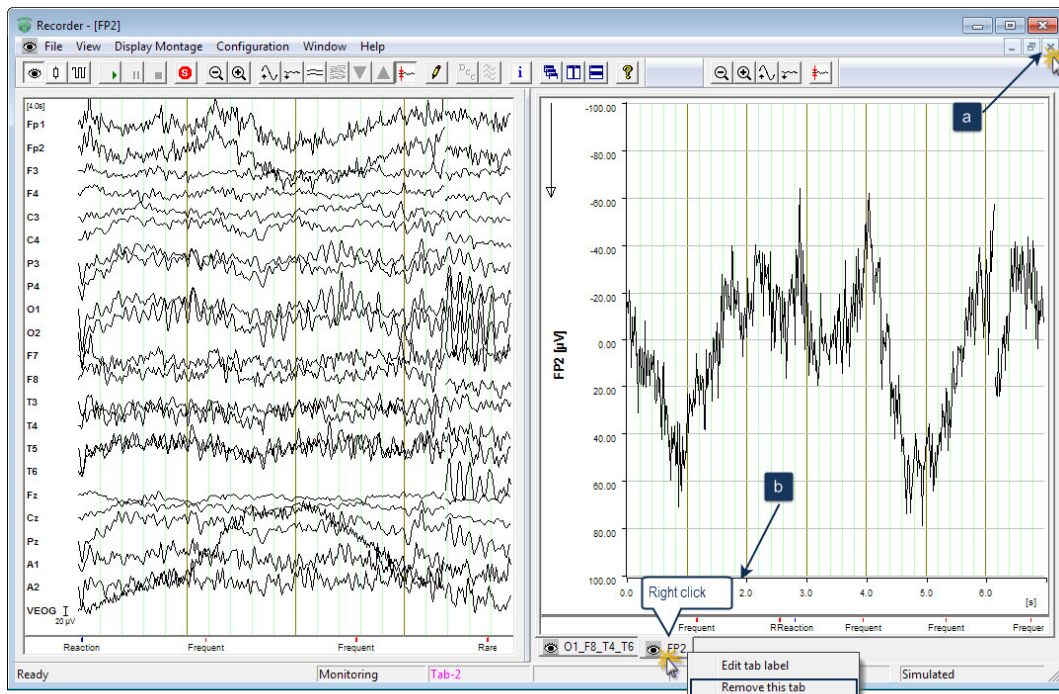 Recorder - [FP2]
File View Display Montage Configuration Window Help
S DCC i ?
a
[4.0s]
Fp1
Fp2
F3
F4
C3
C4
P3
P4
O1
O2
F7
F8
T3
T4
T5
T6
Fz
Cz
Pz
A1
A2
VEOG
20 µV
Reaction Frequent Frequent Rare
-100.00
-80.00
-60.00
-40.00
-20.00
0.00
20.00
40.00
60.00
80.00
100.00
FP2 [µV]
b
0.0 2.0 3.0 4.0 5.0 6.0
[s]
Right click
Frequent RReaction Frequent Frequent Frequer
O1_F8_T4_T6 FP2
Edit tab label
Remove this tab
Ready Monitoring Tab-2 Simulated